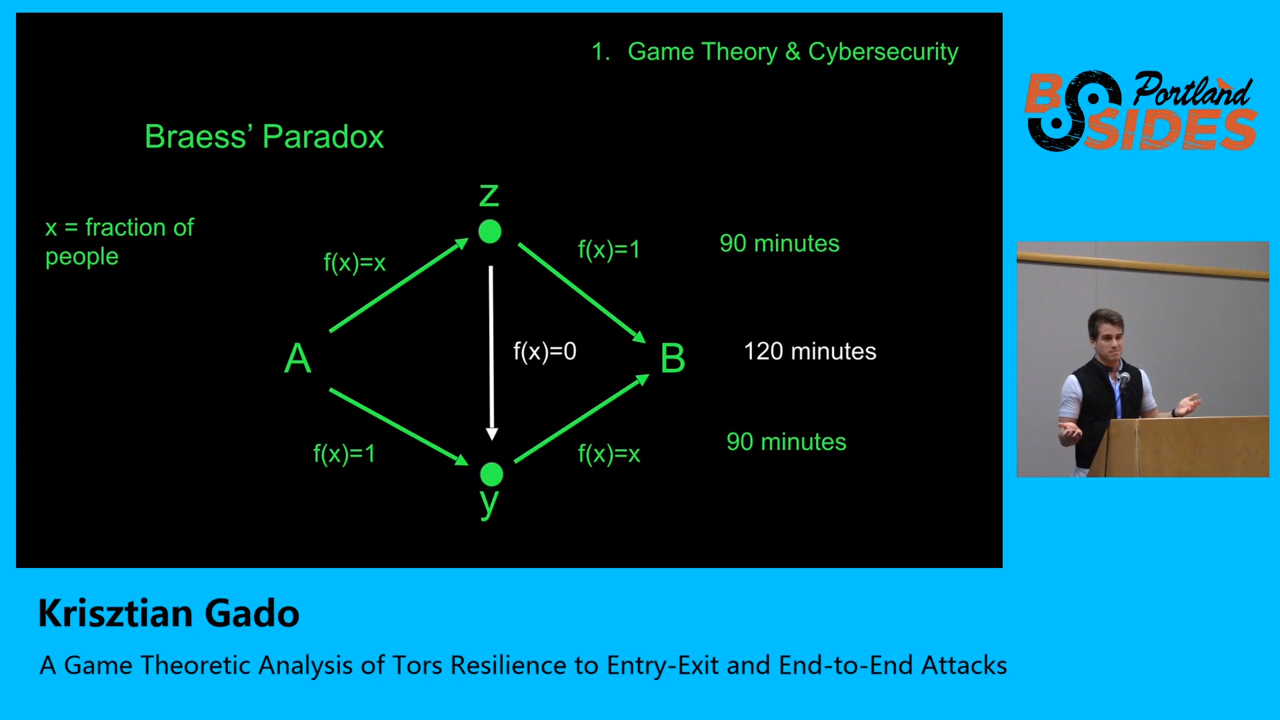 1. Game Theory & Cybersecurity
Braess’ Paradox
x = fraction of
people
z
f(x)=x
f(x)=1
90 minutes
A
f(x)=0
B
120 minutes
f(x)=1
f(x)=x
90 minutes
y
BSIDES Portland
Krisztian Gado
A Game Theoretic Analysis of Tors Resilience to Entry-Exit and End-to-End Attacks